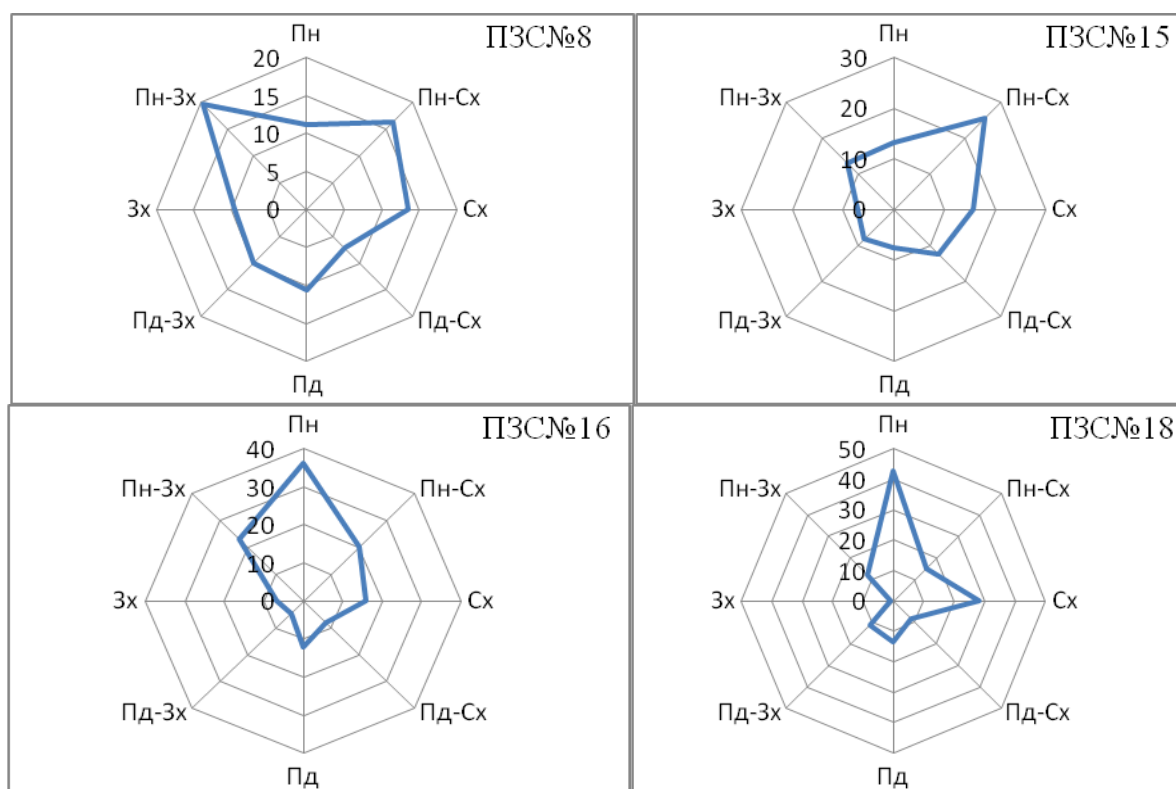 ПЗС№8
Пн
Пн-Сх
Сх
Пд-Сх
Пд
Пд-Зх
Зх
Пн-Зх
20
15
10
5
0
ПЗС№15
Пн
Пн-Сх
Сх
Пд-Сх
Пд
Пд-Зх
Зх
Пн-Зх
30
20
10
0
ПЗС№16
Пн
Пн-Сх
Сх
Пд-Сх
Пд
Пд-Зх
Зх
Пн-Зх
40
30
20
10
0
ПЗС№18
Пн
Пн-Сх
Сх
Пд-Сх
Пд
Пд-Зх
Зх
Пн-Зх
50
40
30
20
10
0